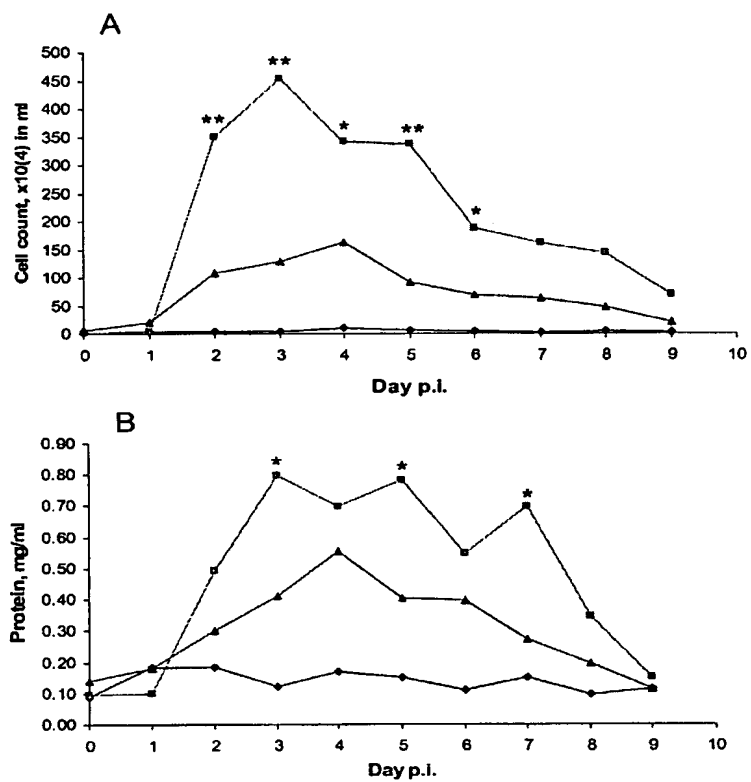 A
Cell count, x10(4) in ml
500
450
400
350
300
250
200
150
100
50
0
** ** * ** *
0 1 2 3 4 5 6 7 8 9 10
Day p.i.
B
Protein, mg/ml
0.90
0.80
0.70
0.60
0.50
0.40
0.30
0.20
0.10
0.00
* * *
0 1 2 3 4 5 6 7 8 9 10
Day p.i.